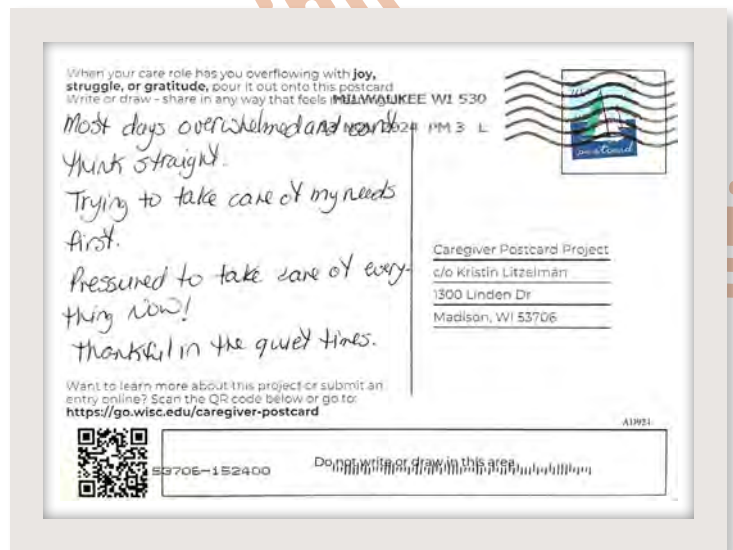 When your care role has you overflowing with joy,
struggle, or gratitude, pour it out onto this postcard
Write or draw - share in any way that feels
MILWAUKEE WI 530
NOV 2024 PM 3 L
Most days overwhelmed and can't
think straight.
Trying to take care of my needs
first.
Pressured to take care of every-
thing NOW!
Thankful in the quiet times.
postcard
Caregiver Postcard Project
c/o Kristin Litzelman
1300 Linden Dr
Madison, WI 53706
Want to learn more about this project or submit an
entry online? Scan the QR code below or go to:
https://go.wisc.edu/caregiver-postcard
53706-152400
Do not write or draw in this area